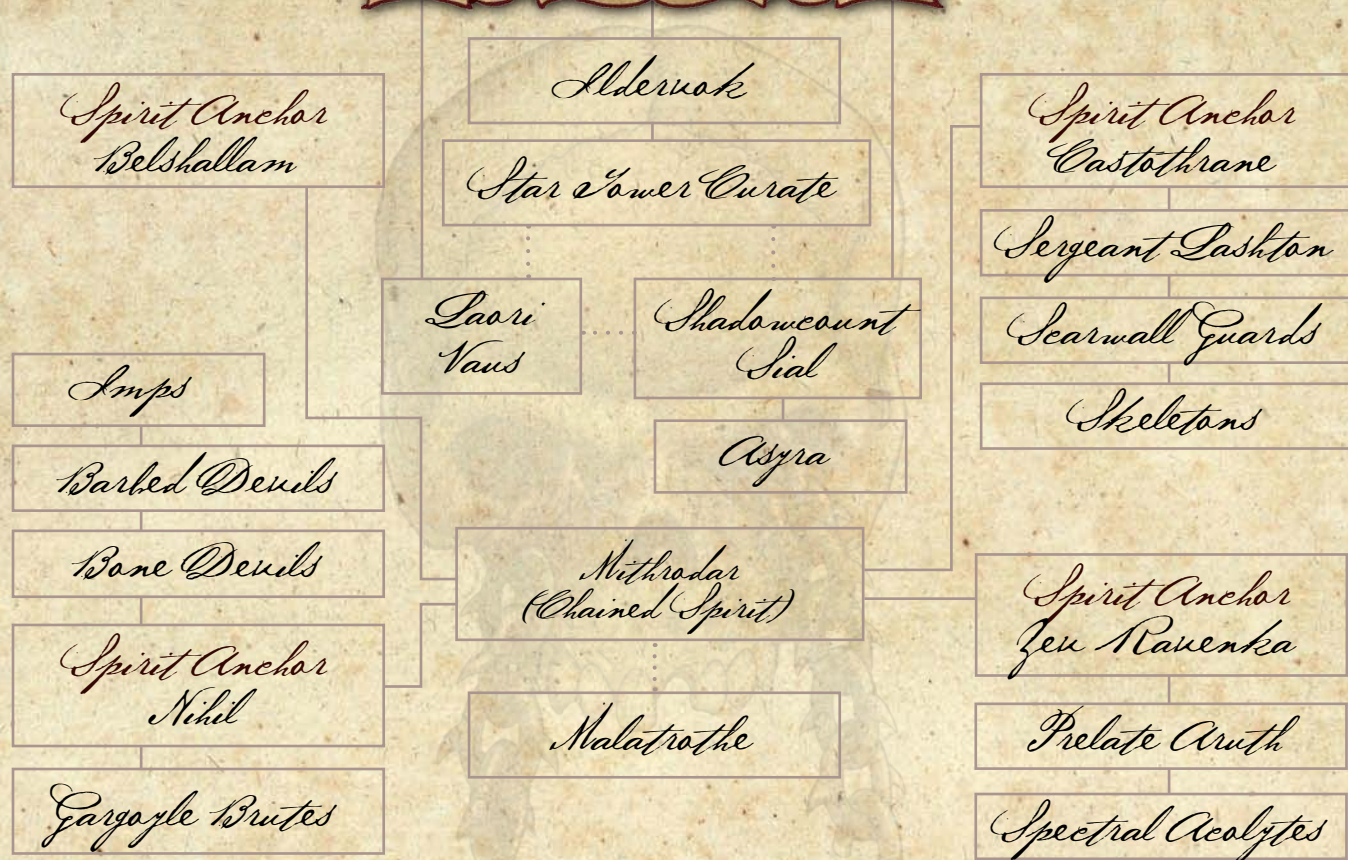 Ildervok
Spirit Anchor
Belshallam
Spirit Anchor
Castothrane
Star Tower Curate
Sergeant Lashton
Laori
Vaus
Shadowcount
Sial
Scarwall Guards
Imps
Skeletons
Asyra
Barbed Devils
Bone Devils
Mithrodar
(Chained Spirit)
Spirit Anchor
Zev Ravenka
Spirit Anchor
Nihil
Malatrothe
Prelate Aruth
Gargoyle Brutes
Spectral Acolytes